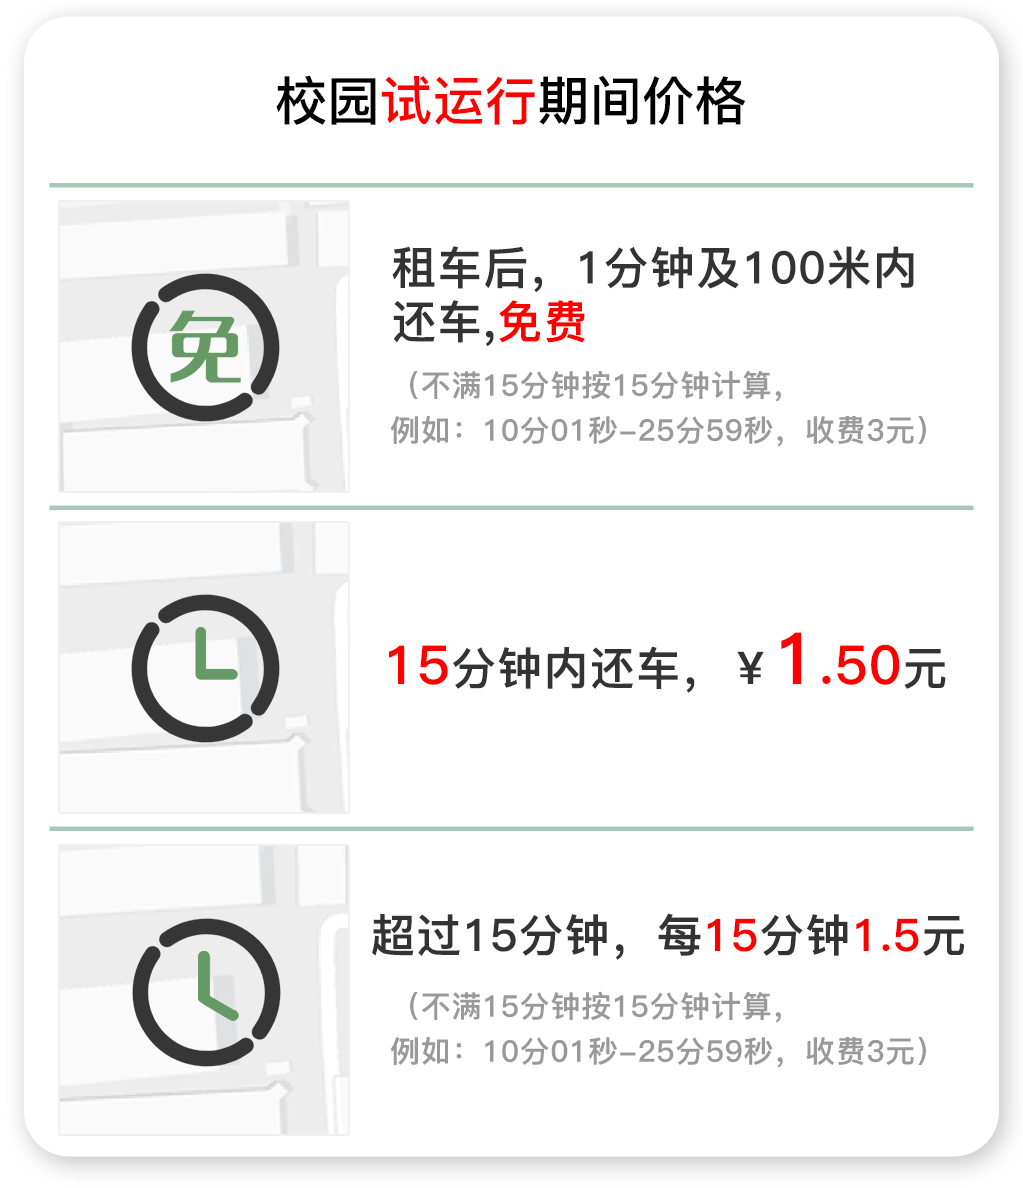 校园试运行期间价格
免
租车后，1分钟及100米内
还车,免费
（不满15分钟按15分钟计算，
例如：10分01秒-25分59秒，收费3元）
15分钟内还车，￥1.50元
超过15分钟，每15分钟1.5元
（不满15分钟按15分钟计算，
例如：10分01秒-25分59秒，收费3元）